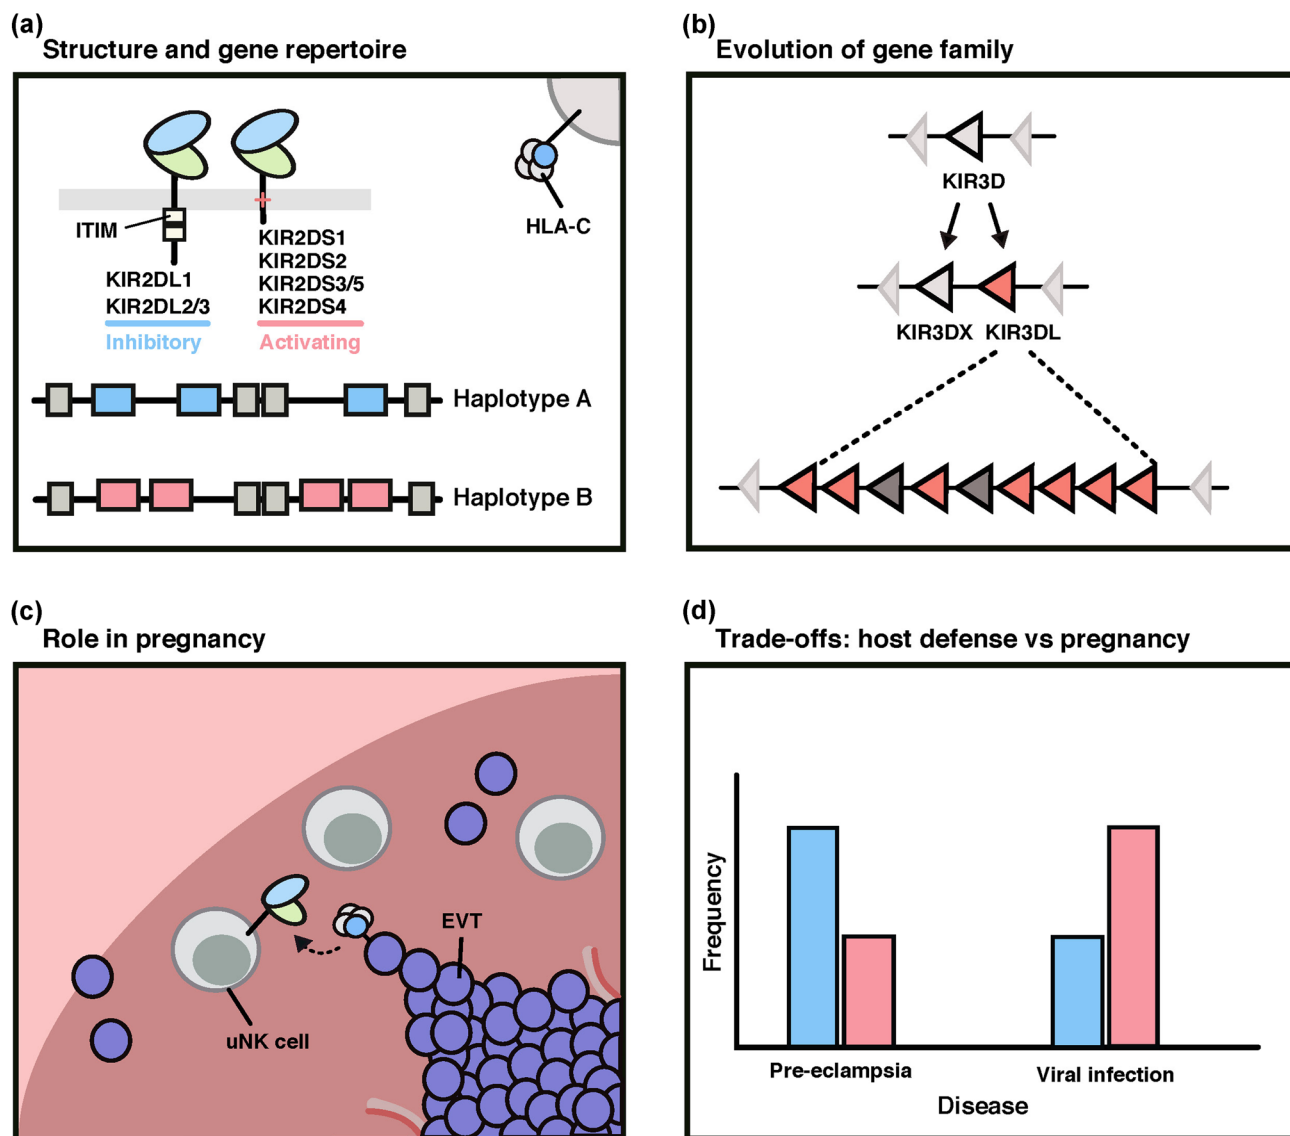 (a)
Structure and gene repertoire
ITIM
KIR2DL1
KIR2DL2/3
Inhibitory
KIR2DS1
KIR2DS2
KIR2DS3/5
KIR2DS4
Activating
HLA-C
Haplotype A
Haplotype B
(b)
Evolution of gene family
KIR3D
KIR3DX KIR3DL
(c)
Role in pregnancy
EVT
uNK cell
(d)
Trade-offs: host defense vs pregnancy
Frequency
Pre-eclampsia
Viral infection
Disease